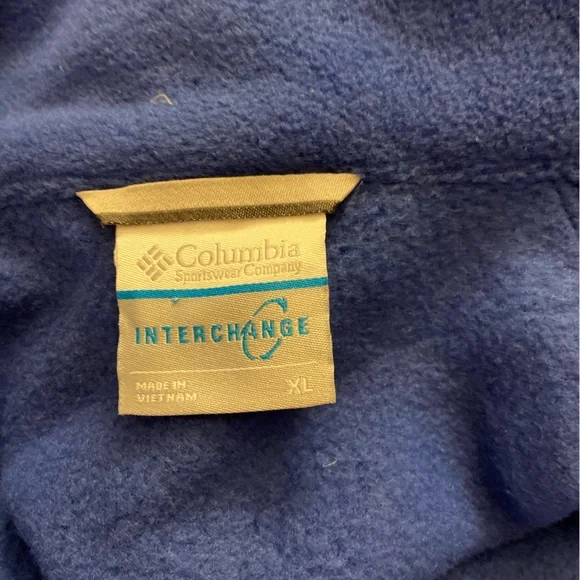 Columbia
Sportswear Company
INTERCHANGE
MADE IN
VIETNAM
XL